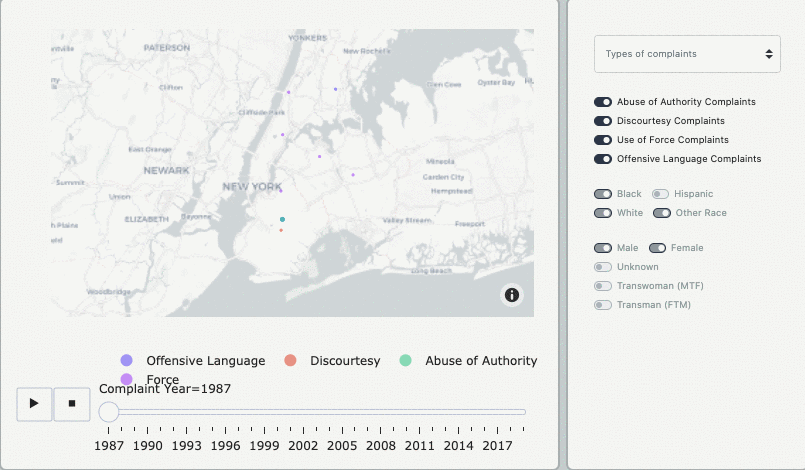 YONKERS
PATERSON
New Rochelle
Glen Cove
Oyster Bay
Clifton
Cliffside Park
East Orange
NEWARK
Mineola
Garden City
Summit
Union
NEW YORK
Hempstead
ELIZABETH
Bayonne
Valley Stream
Freeport
Long Beach
Woodbridge
Offensive Language
Discourtesy
Abuse of Authority
Force
Complaint Year=1987
1987 1990 1993 1996 1999 2002 2005 2008 2011 2014 2017
Types of complaints
Abuse of Authority Complaints
Discourtesy Complaints
Use of Force Complaints
Offensive Language Complaints
Black Hispanic
White Other Race
Male Female
Unknown
Transwoman (MTF)
Transman (FTM)